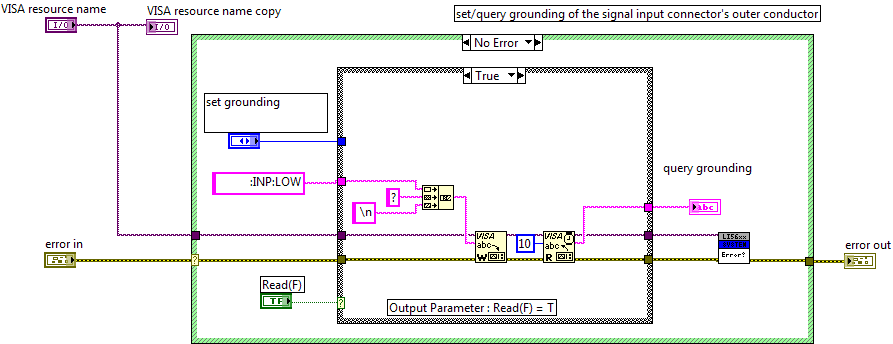 VISA resource name
VISA resource name copy
set/query grounding of the signal input connector's outer conductor
I/O
I/O
No Error
True
set grounding
:INP:LOW
?
\n
query grounding
abc
VISA
abc
W
10
VISA
abc
R
LI56xx
Error?
error in
error out
?
Read(F)
TF
?
Output Parameter : Read(F) = T